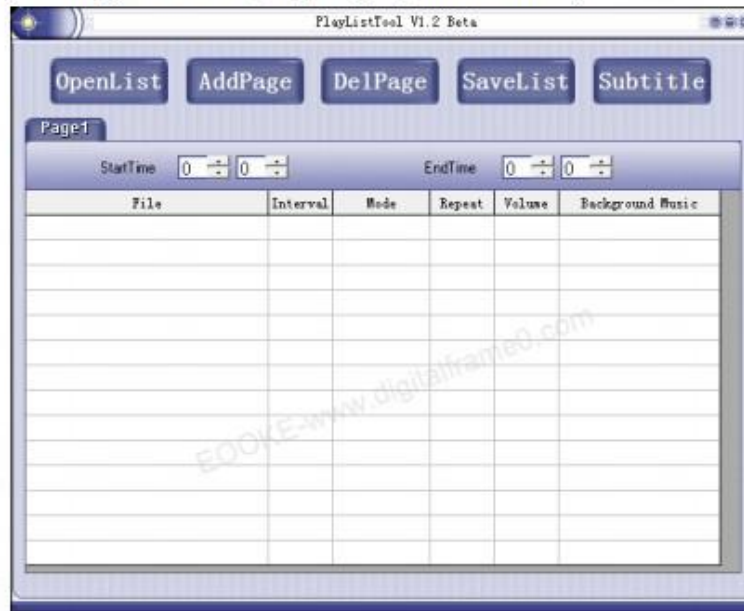 PlayListTool V1.2 Beta
OpenList AddPage DelPage SaveList Subtitle
Page1
StartTime 0 0 EndTime 0 0
File Interval Mode Repeat Volume Background Music
EOOKE-www.digitalframe0.com